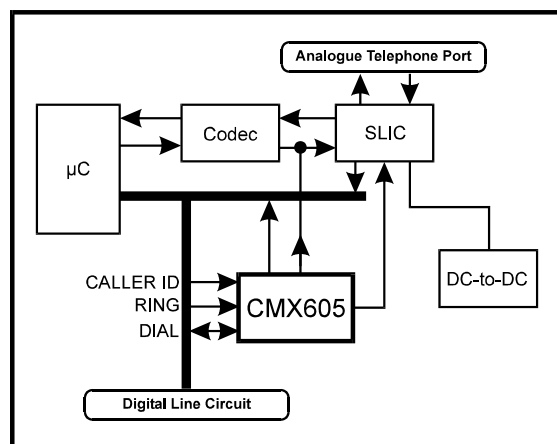 Analogue Telephone Port
µC
Codec
SLIC
CALLER ID
RING
DIAL
CMX605
DC-to-DC
Digital Line Circuit